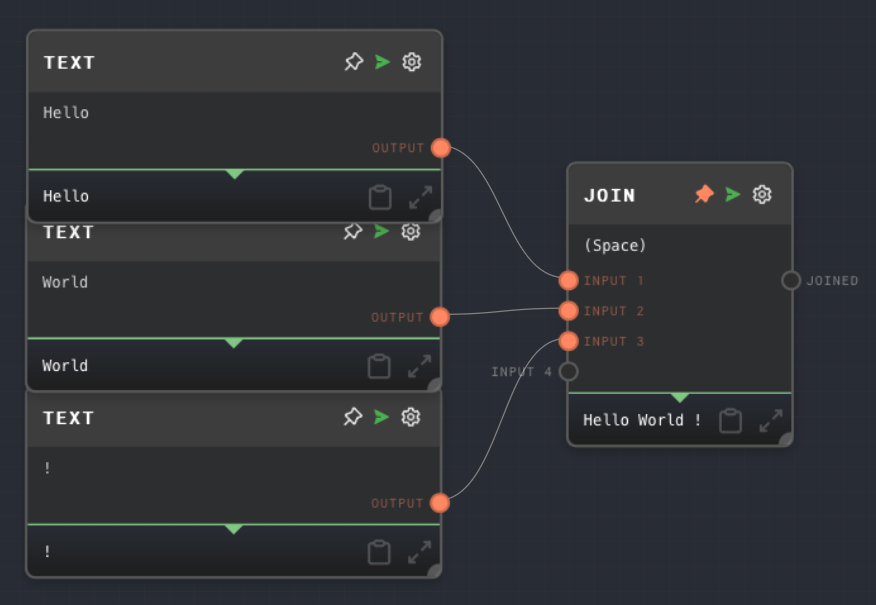 TEXT
Hello
OUTPUT
Hello
TEXT
World
OUTPUT
World
TEXT
!
OUTPUT
!
JOIN
(Space)
INPUT 1
JOINED
INPUT 2
INPUT 3
INPUT 4
Hello World !